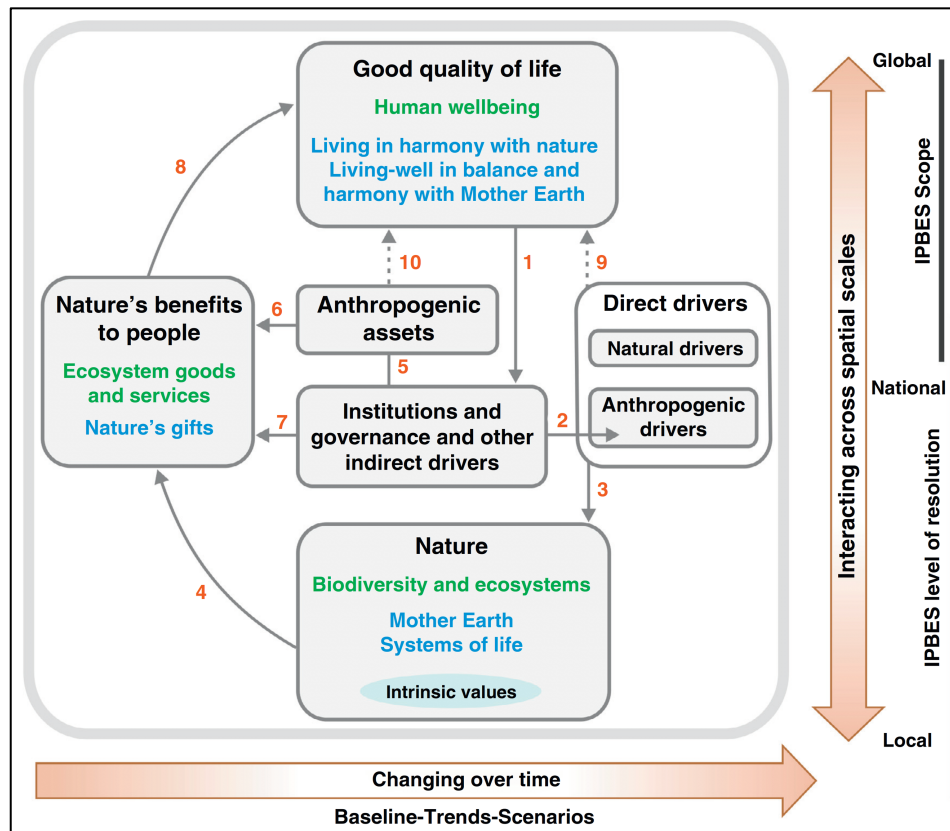 Good quality of life
Human wellbeing
Living in harmony with nature
Living-well in balance and
harmony with Mother Earth
8
10
1
9
Nature's benefits
to people
Ecosystem goods
and services
Nature's gifts
6
Anthropogenic
assets
5
7
Institutions and
governance and other
indirect drivers
2
Direct drivers
Natural drivers
Anthropogenic
drivers
3
4
Nature
Biodiversity and ecosystems
Mother Earth
Systems of life
Intrinsic values
Interacting across spatial scales
Global
IPBES Scope
National
IPBES level of resolution
Local
Changing over time
Baseline-Trends-Scenarios